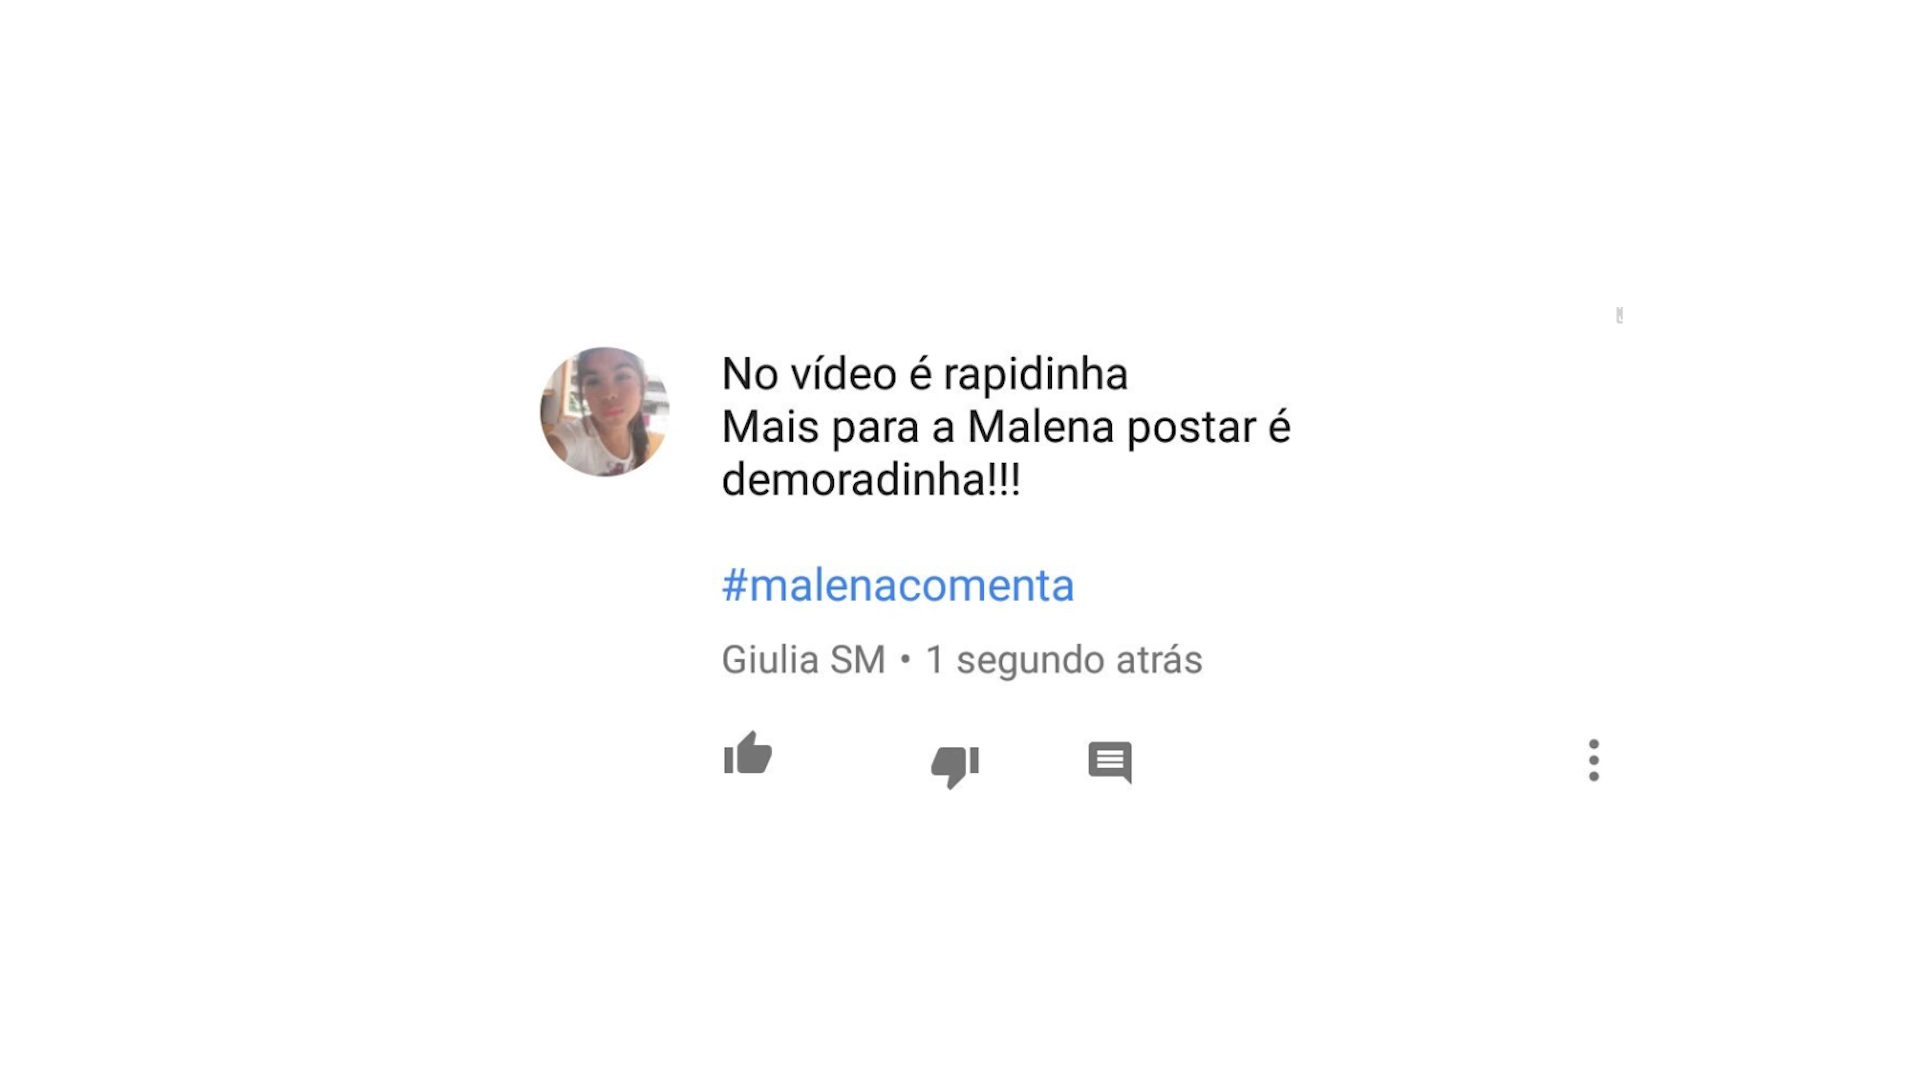 No vídeo é rapidinha
Mais para a Malena postar é
demoradinha!!!
#malenacomenta
Giulia SM • 1 segundo atrás